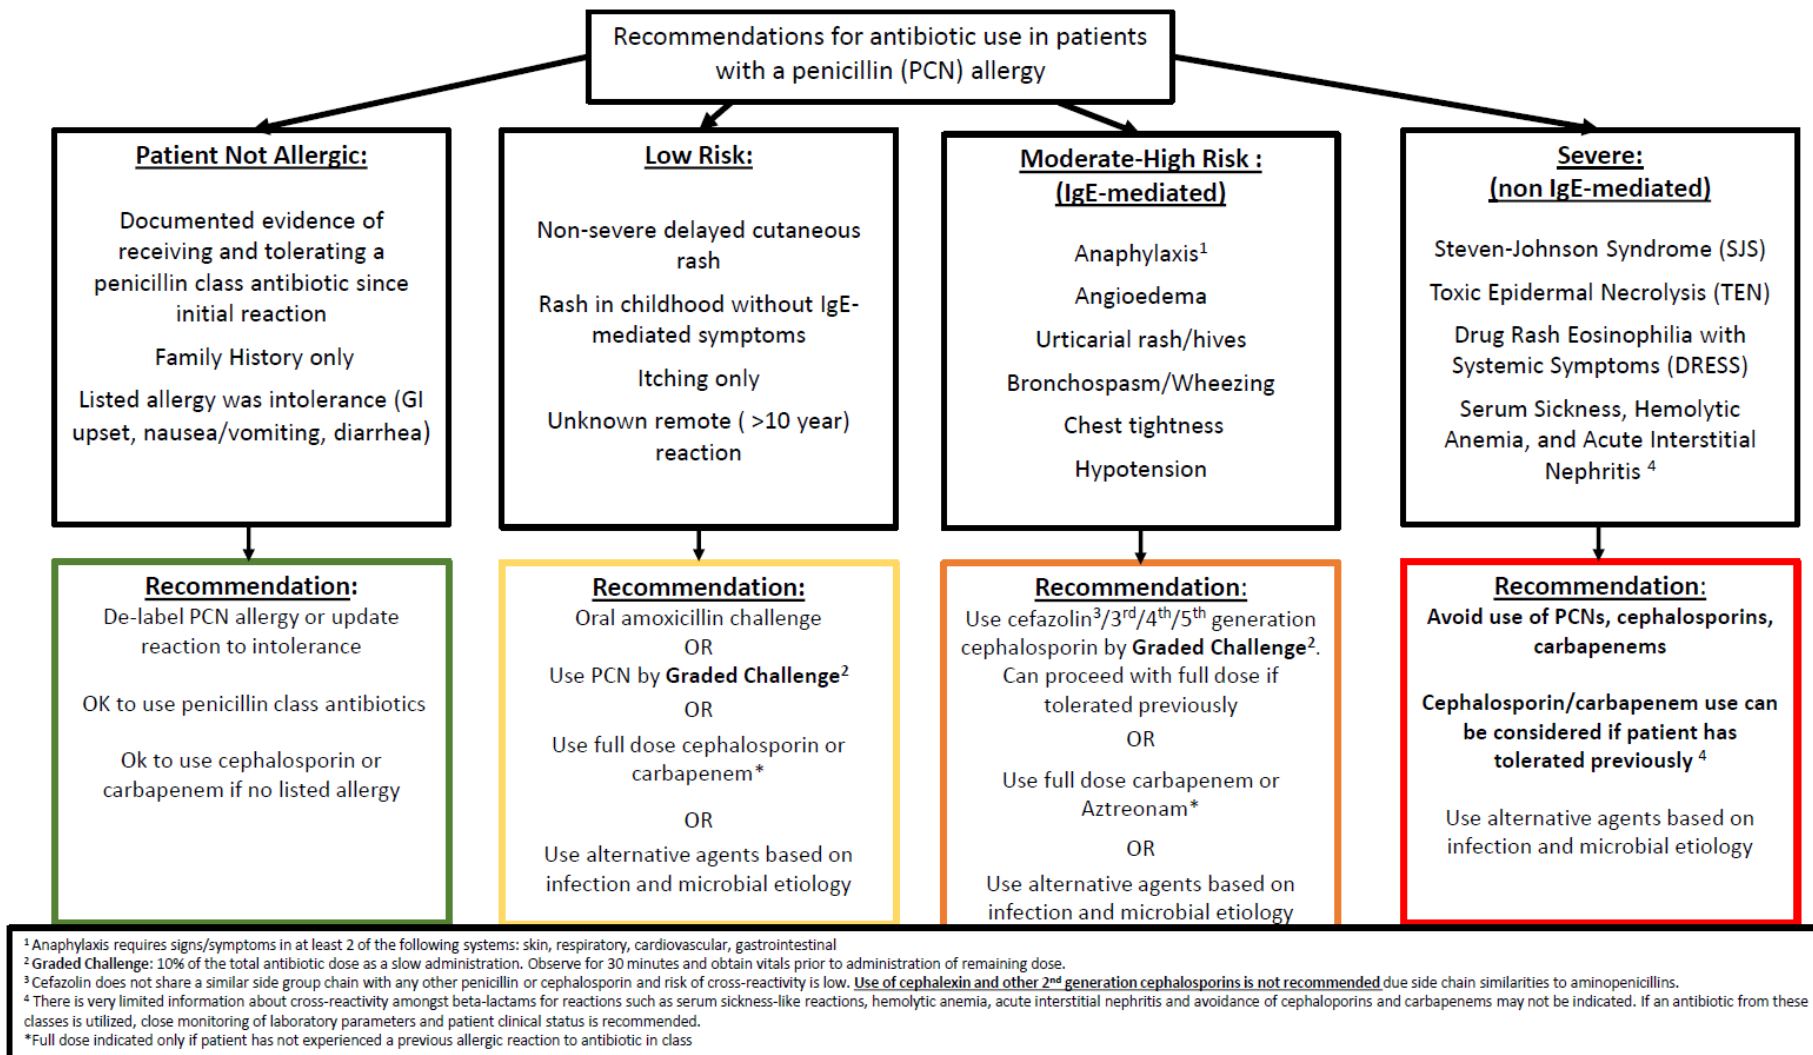 Recommendations for antibiotic use in patients
with a penicillin (PCN) allergy
Patient Not Allergic:
Documented evidence of
receiving and tolerating a
penicillin class antibiotic since
initial reaction
Family History only
Listed allergy was intolerance (GI
upset, nausea/vomiting, diarrhea)
Low Risk:
Non-severe delayed cutaneous
rash
Rash in childhood without IgE-
mediated symptoms
Itching only
Unknown remote ( >10 year)
reaction
Moderate-High Risk :
(IgE-mediated)
Anaphylaxis¹
Angioedema
Urticarial rash/hives
Bronchospasm/Wheezing
Chest tightness
Hypotension
Severe:
(non IgE-mediated)
Steven-Johnson Syndrome (SJS)
Toxic Epidermal Necrolysis (TEN)
Drug Rash Eosinophilia with
Systemic Symptoms (DRESS)
Serum Sickness, Hemolytic
Anemia, and Acute Interstitial
Nephritis ⁴
Recommendation:
De-label PCN allergy or update
reaction to intolerance
OK to use penicillin class antibiotics
Ok to use cephalosporin or
carbapenem if no listed allergy
Recommendation:
Oral amoxicillin challenge
OR
Use PCN by Graded Challenge²
OR
Use full dose cephalosporin or
carbapenem*
OR
Use alternative agents based on
infection and microbial etiology
Recommendation:
Use cefazolin³/3rd/4th/5th generation
cephalosporin by Graded Challenge².
Can proceed with full dose if
tolerated previously
OR
Use full dose carbapenem or
Aztreonam*
OR
Use alternative agents based on
infection and microbial etiology
Recommendation:
Avoid use of PCNs, cephalosporins,
carbapenems
Cephalosporin/carbapenem use can
be considered if patient has
tolerated previously ⁴
Use alternative agents based on
infection and microbial etiology
¹ Anaphylaxis requires signs/symptoms in at least 2 of the following systems: skin, respiratory, cardiovascular, gastrointestinal
² Graded Challenge: 10% of the total antibiotic dose as a slow administration. Observe for 30 minutes and obtain vitals prior to administration of remaining dose.
³ Cefazolin does not share a similar side group chain with any other penicillin or cephalosporin and risk of cross-reactivity is low. Use of cephalexin and other 2nd generation cephalosporins is not recommended due side chain similarities to aminopenicillins.
⁴ There is very limited information about cross-reactivity amongst beta-lactams for reactions such as serum sickness-like reactions, hemolytic anemia, acute interstitial nephritis and avoidance of cephaloporins and carbapenems may not be indicated. If an antibiotic from these
classes is utilized, close monitoring of laboratory parameters and patient clinical status is recommended.
*Full dose indicated only if patient has not experienced a previous allergic reaction to antibiotic in class